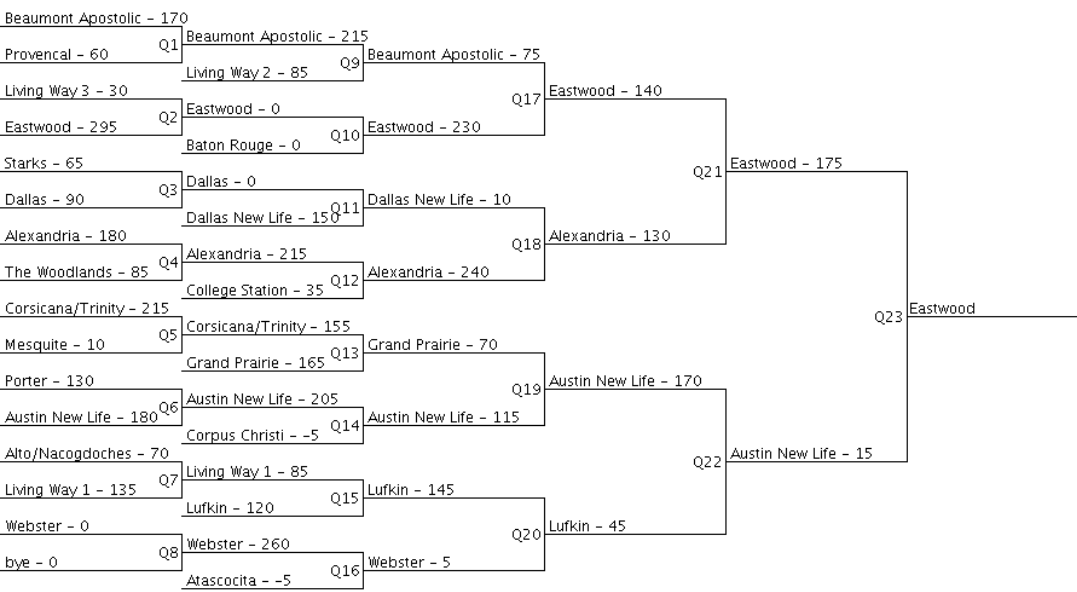 Beaumont Apostolic - 170
Q1
Beaumont Apostolic - 215
Provencal - 60
Q9
Beaumont Apostolic - 75
Living Way 2 - 85
Living Way 3 - 30
Q17
Eastwood - 140
Q2
Eastwood - 0
Eastwood - 295
Q10
Eastwood - 230
Baton Rouge - 0
Starks - 65
Q21
Eastwood - 175
Q3
Dallas - 0
Dallas - 90
Q11
Dallas New Life - 10
Dallas New Life - 150
Alexandria - 180
Q18
Alexandria - 130
Q4
Alexandria - 215
The Woodlands - 85
Q12
Alexandria - 240
College Station - 35
Corsicana/Trinity - 215
Q23
Eastwood
Q5
Corsicana/Trinity - 155
Mesquite - 10
Q13
Grand Prairie - 70
Grand Prairie - 165
Porter - 130
Q19
Austin New Life - 170
Q6
Austin New Life - 205
Austin New Life - 180
Q14
Austin New Life - 115
Corpus Christi - -5
Alto/Nacogdoches - 70
Q22
Austin New Life - 15
Q7
Living Way 1 - 85
Living Way 1 - 135
Q15
Lufkin - 145
Lufkin - 120
Webster - 0
Q20
Lufkin - 45
Q8
Webster - 260
bye - 0
Q16
Webster - 5
Atascocita - -5